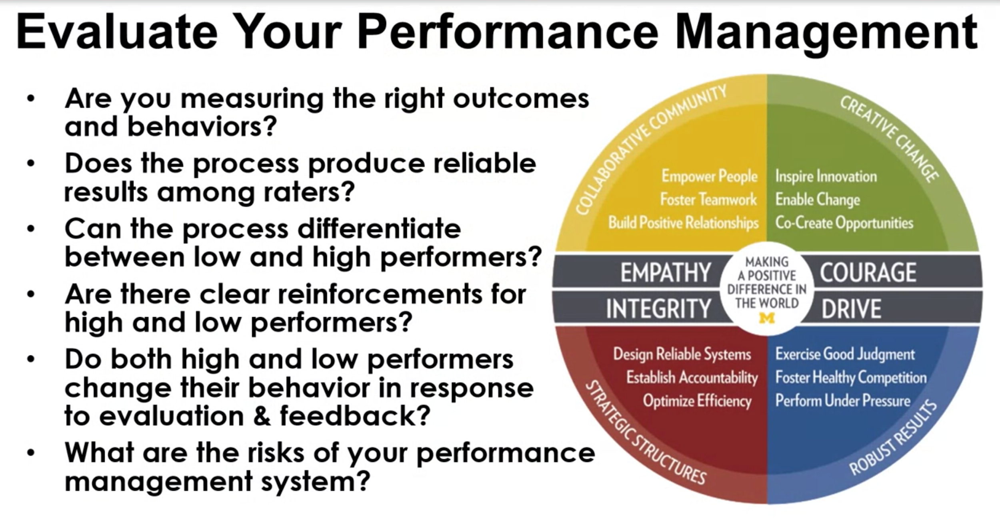 Evaluate Your Performance Management
• Are you measuring the right outcomes
and behaviors?
• Does the process produce reliable
results among raters?
• Can the process differentiate
between low and high performers?
• Are there clear reinforcements for
high and low performers?
• Do both high and low performers
change their behavior in response
to evaluation & feedback?
• What are the risks of your performance
management system?
COLLABORATIVE COMMUNITY
Empower People
Foster Teamwork
Build Positive Relationships
CREATIVE CHANGE
Inspire Innovation
Enable Change
Co-Create Opportunities
EMPATHY
COURAGE
INTEGRITY
DRIVE
MAKING
A POSITIVE
DIFFERENCE IN
THE WORLD
M
Design Reliable Systems
Establish Accountability
Optimize Efficiency
STRATEGIC STRUCTURES
Exercise Good Judgment
Foster Healthy Competition
Perform Under Pressure
ROBUST RESULTS